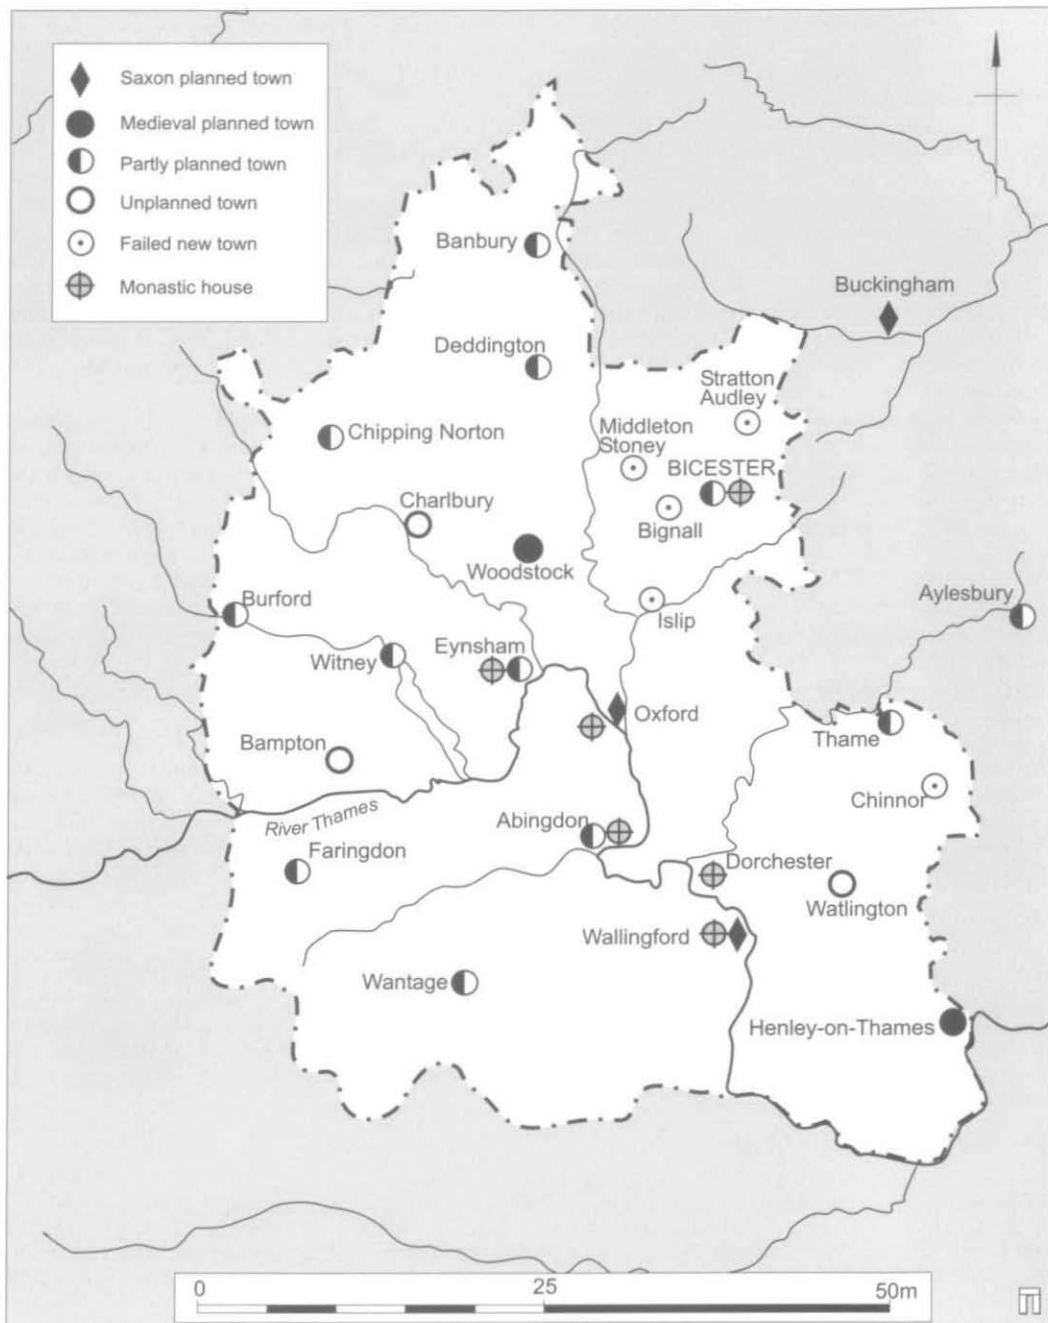 Saxon planned town
Medieval planned town
Partly planned town
Unplanned town
Failed new town
Monastic house
Banbury
Buckingham
Deddington
Stratton
Audley
Chipping Norton
Middleton
Stoney
BICESTER
Charlbury
Bignall
Woodstock
Burford
Islip
Aylesbury
Eynsham
Witney
Oxford
Thame
Bampton
Chinnor
River Thames
Abingdon
Faringdon
Dorchester
Watlington
Wallingford
Wantage
Henley-on-Thames
0 25 50m